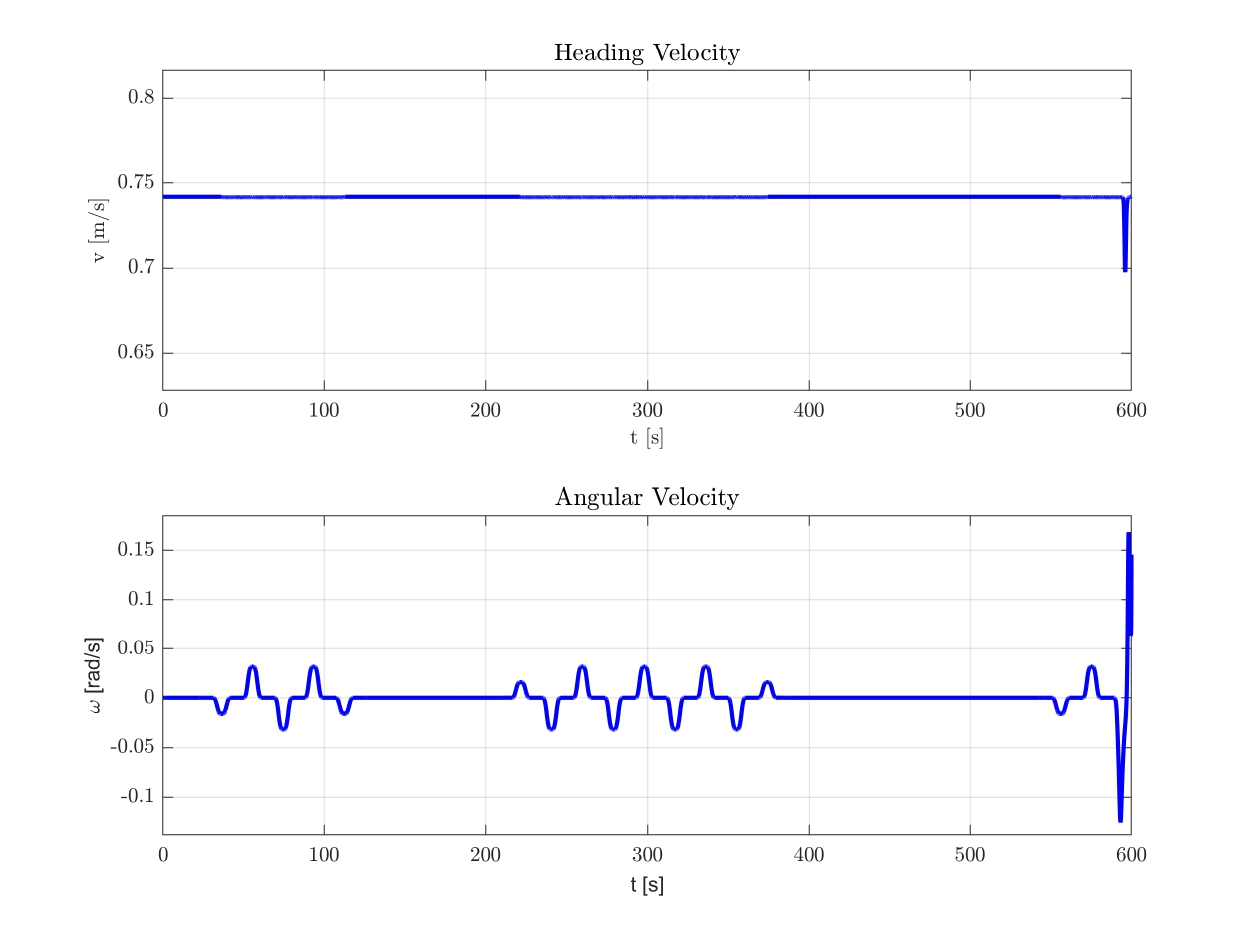 Heading Velocity
0.8
0.75
0.7
0.65
v [m/s]
0 100 200 300 400 500 600
t [s]
Angular Velocity
0.15
0.1
0.05
0
-0.05
-0.1
ω [rad/s]
0 100 200 300 400 500 600
t [s]